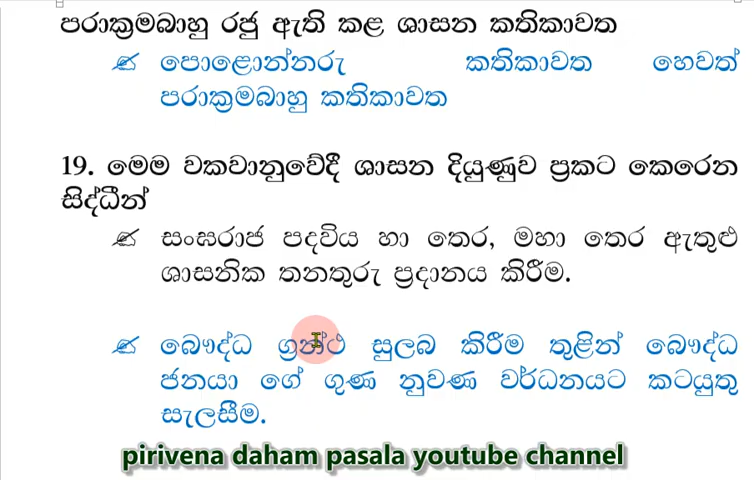 පරාක්‍රමබාහු රජු ඇති කළ ශාසන කතිකාවත
පොළොන්නරු කතිකාවත හෙවත්
පරාක්‍රමබාහු කතිකාවත
19. මෙම වකවානුවේදී ශාසන දියුණුව ප්‍රකට කෙරෙන
සිද්ධීන්
සංඝරාජ පදවිය හා තෙර, මහා තෙර ඇතුළු
ශාසනික තනතුරු ප්‍රදානය කිරීම.
බෞද්ධ ග්‍රන්ථ සුලබ කිරීම තුළින් බෞද්ධ
ජනයා ගේ ගුණ නුවණ වර්ධනයට කටයුතු
සැලසීම.
pirivena daham pasala youtube channel